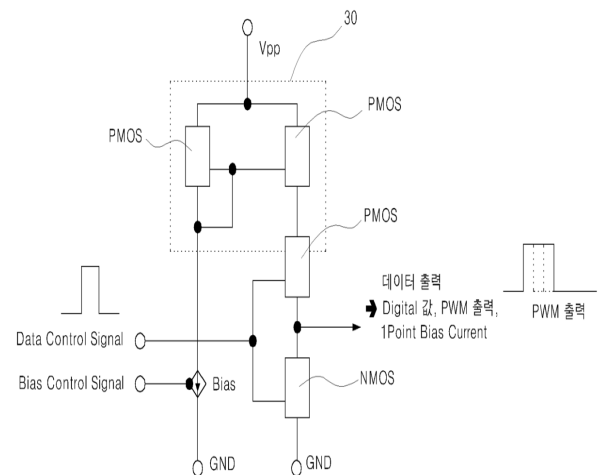 30
Vpp
PMOS
PMOS
PMOS
데이터 출력
➔ Digital 값, PWM 출력,
1Point Bias Current
PWM 출력
Data Control Signal
Bias Control Signal
Bias
NMOS
GND
GND